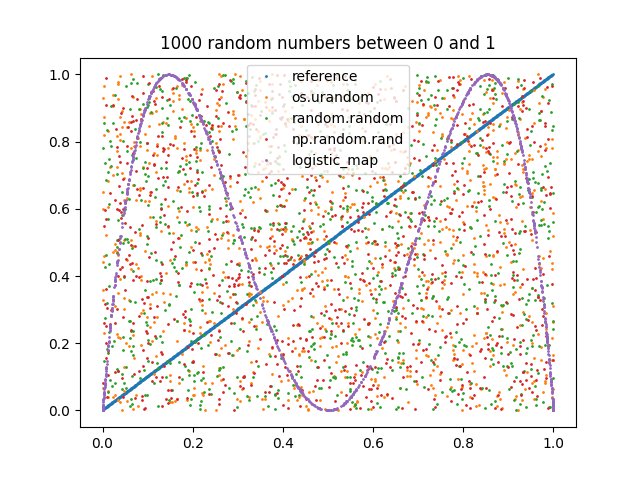 1000 random numbers between 0 and 1
reference
os.urandom
random.random
np.random.rand
logistic_map
1.0
0.8
0.6
0.4
0.2
0.0
0.0 0.2 0.4 0.6 0.8 1.0